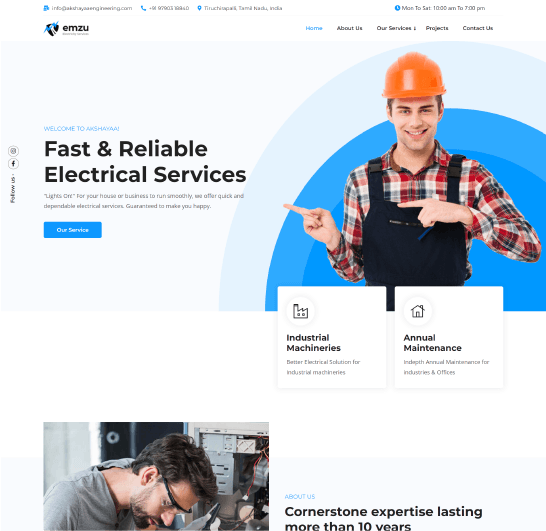 info@akshayaaengineering.com +91 97903 18840 Tiruchirapalli, Tamil Nadu, India Mon To Sat: 10:00 am To 7:00 pm
emzu
Home About Us Our Services Projects Contact Us
WELCOME TO AKSHAYAA!
Fast & Reliable
Electrical Services
"Lights On!" For your house or business to run smoothly, we offer quick and
dependable electrical services. Guaranteed to make you happy.
Follow us -
Our Service
Industrial
Machineries
Better Electrical Solution for
industrial machineries
Annual
Maintenance
Indepth Annual Maintenance for
Industries & Offices
ABOUT US
Cornerstone expertise lasting
more than 10 years